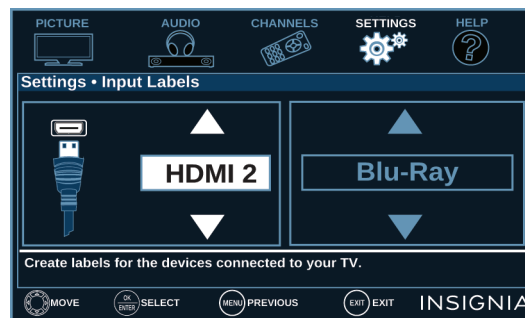 PICTURE AUDIO CHANNELS SETTINGS HELP
?
Settings • Input Labels
HDMI 2 Blu-Ray
Create labels for the devices connected to your TV.
MOVE OK ENTER SELECT MENU PREVIOUS EXIT EXIT INSIGNIA